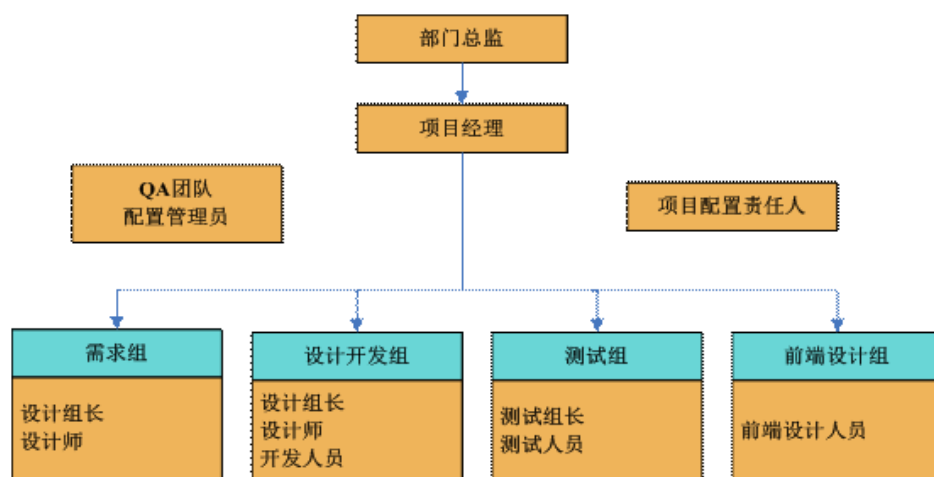 部门总监
项目经理
QA团队
配置管理员
项目配置责任人
需求组
设计组长
设计师
设计开发组
设计组长
设计师
开发人员
测试组
测试组长
测试人员
前端设计组
前端设计人员